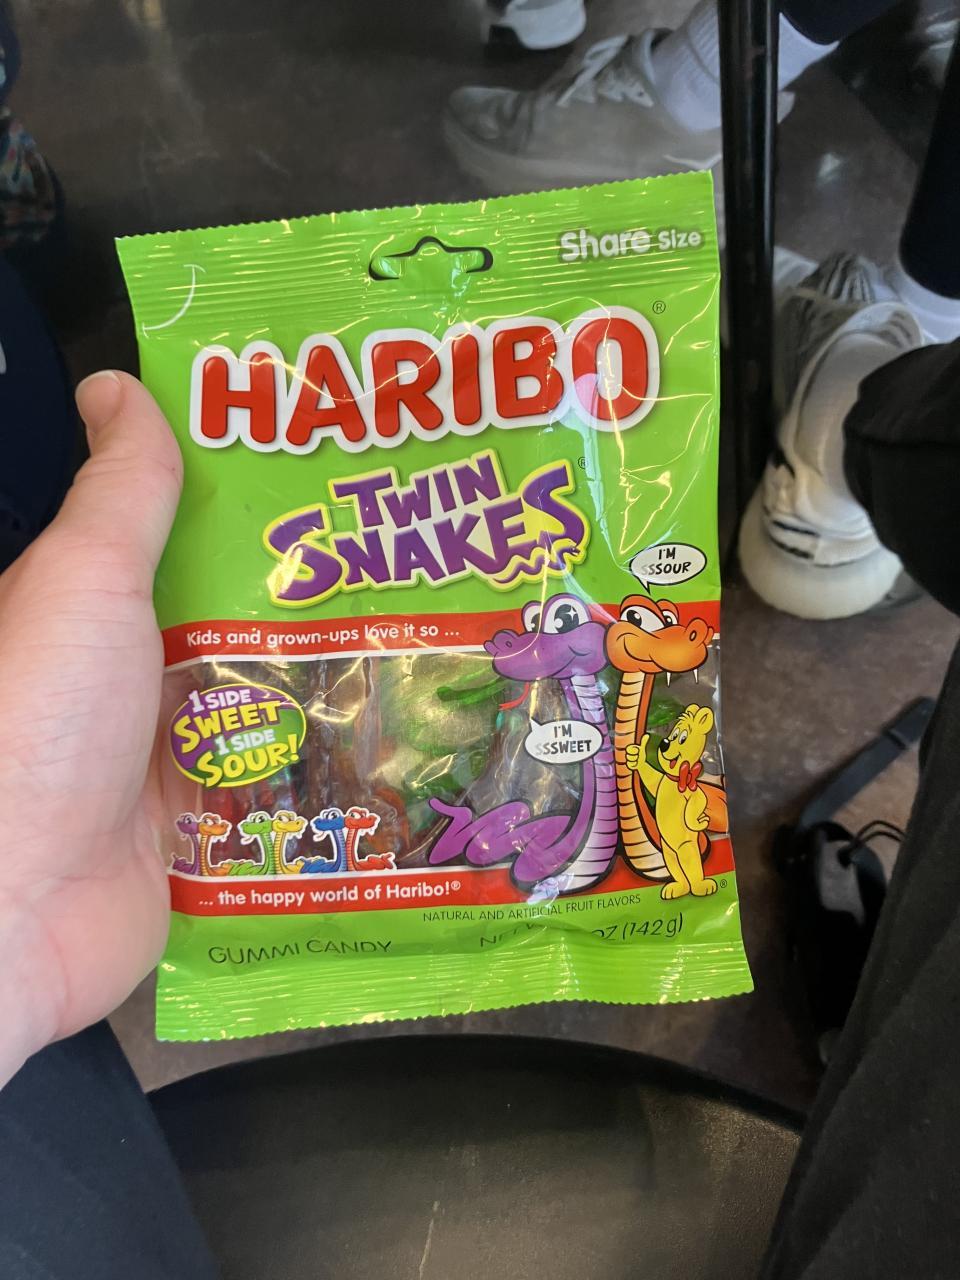 Share Size
HARIBO®
TWIN
SNAKES®
I'M
SSSOUR
Kids and grown-ups love it so ...
1 SIDE
SWEET
1 SIDE
SOUR!
I'M
SSSWEET
... the happy world of Haribo!®
®
NATURAL AND ARTIFICIAL FRUIT FLAVORS
GUMMI CANDY
OZ (142 g)